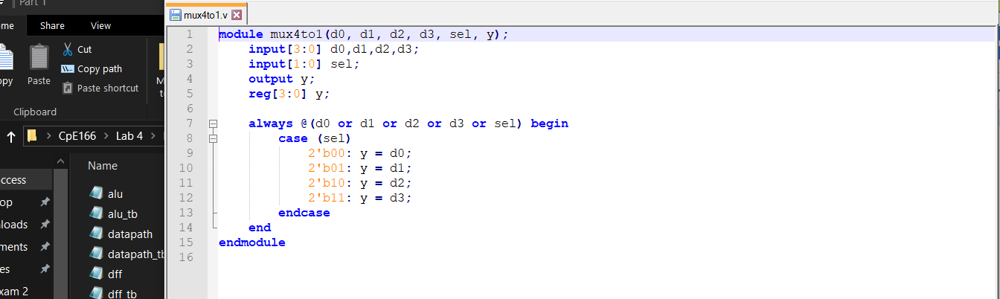 Part 1
me Share View
Cut
Copy path
Paste shortcut
opy Paste
M
t
Clipboard
CpE166 > Lab 4 >
Name
ccess
op
nloads
ments
es
xam 2
alu
alu_tb
datapath
datapath_tb
dff
dff_tb
mux4to1.v
1 module mux4to1(d0, d1, d2, d3, sel, y);
2 input[3:0] d0,d1,d2,d3;
3 input[1:0] sel;
4 output y;
5 reg[3:0] y;
6
7 always @(d0 or d1 or d2 or d3 or sel) begin
8 case (sel)
9 2'b00: y = d0;
10 2'b01: y = d1;
11 2'b10: y = d2;
12 2'b11: y = d3;
13 endcase
14 end
15 endmodule
16